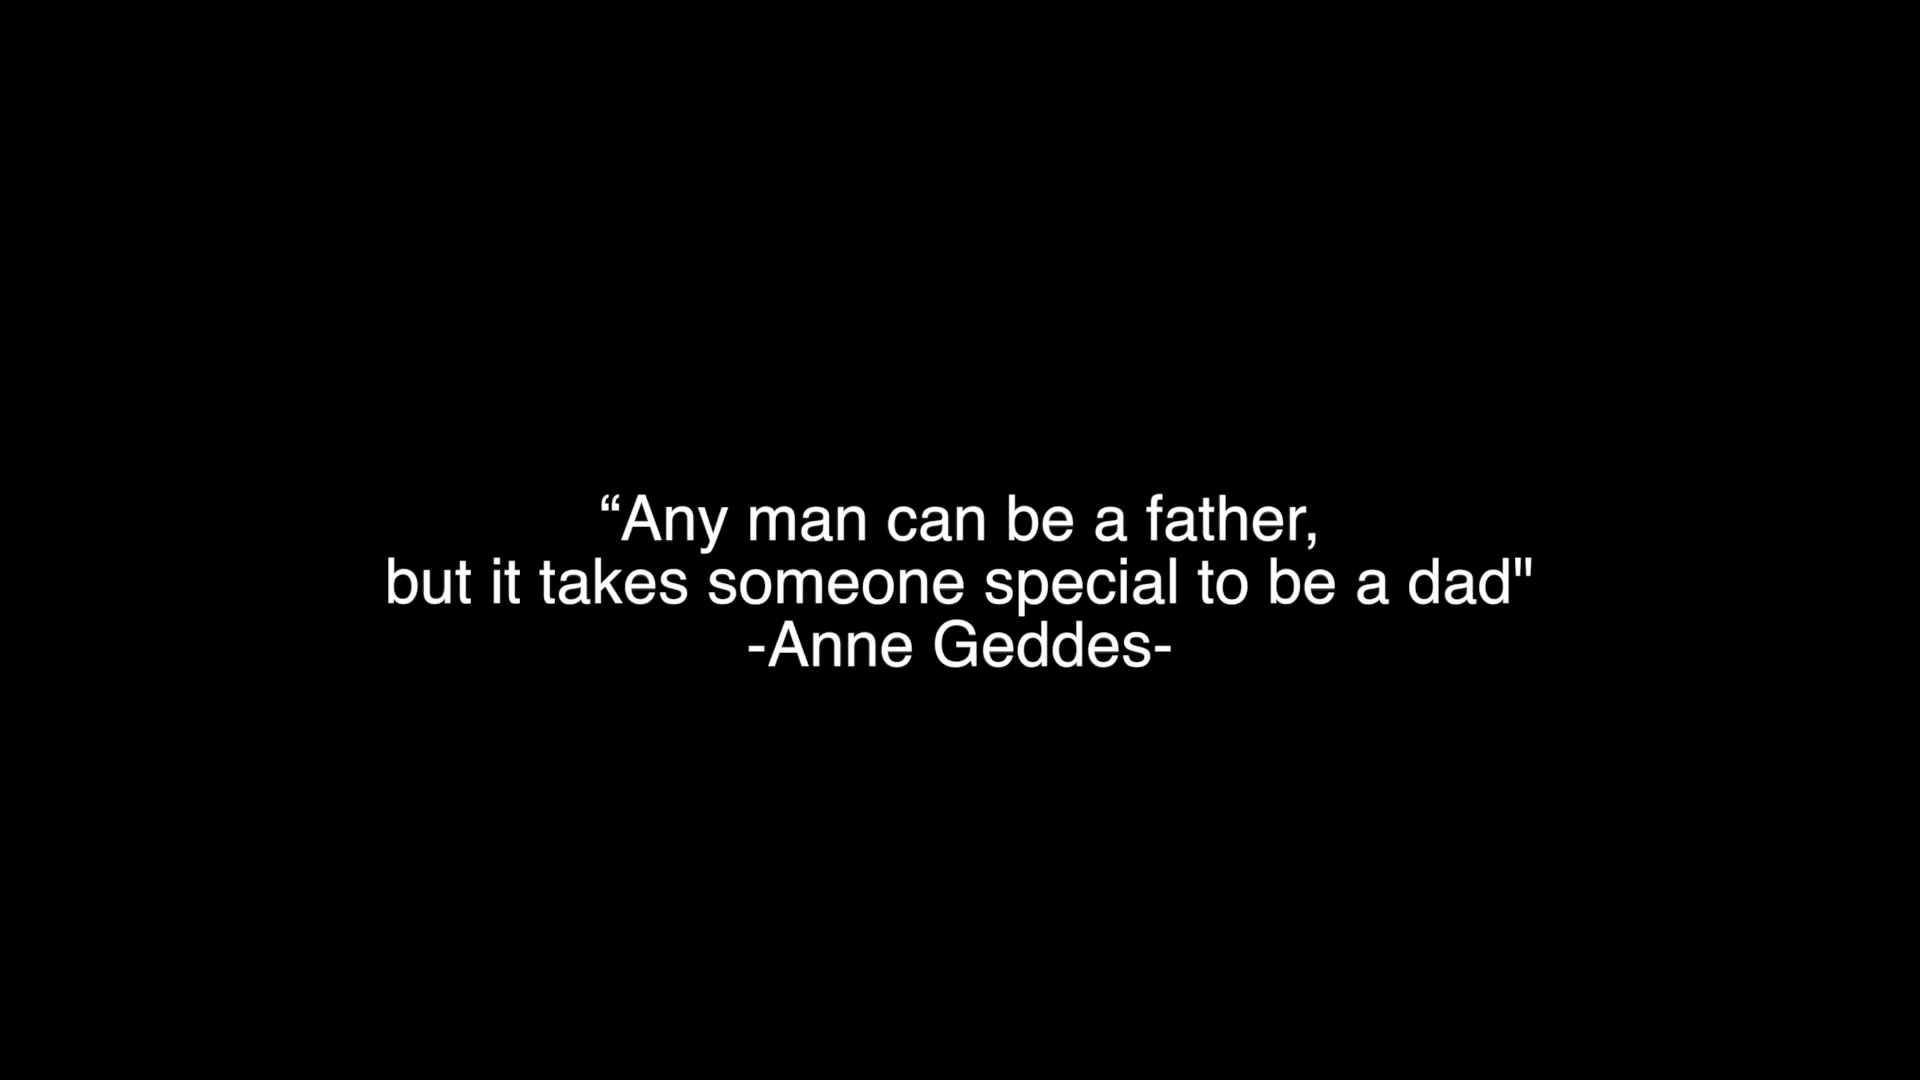 “Any man can be a father,
but it takes someone special to be a dad"
-Anne Geddes-